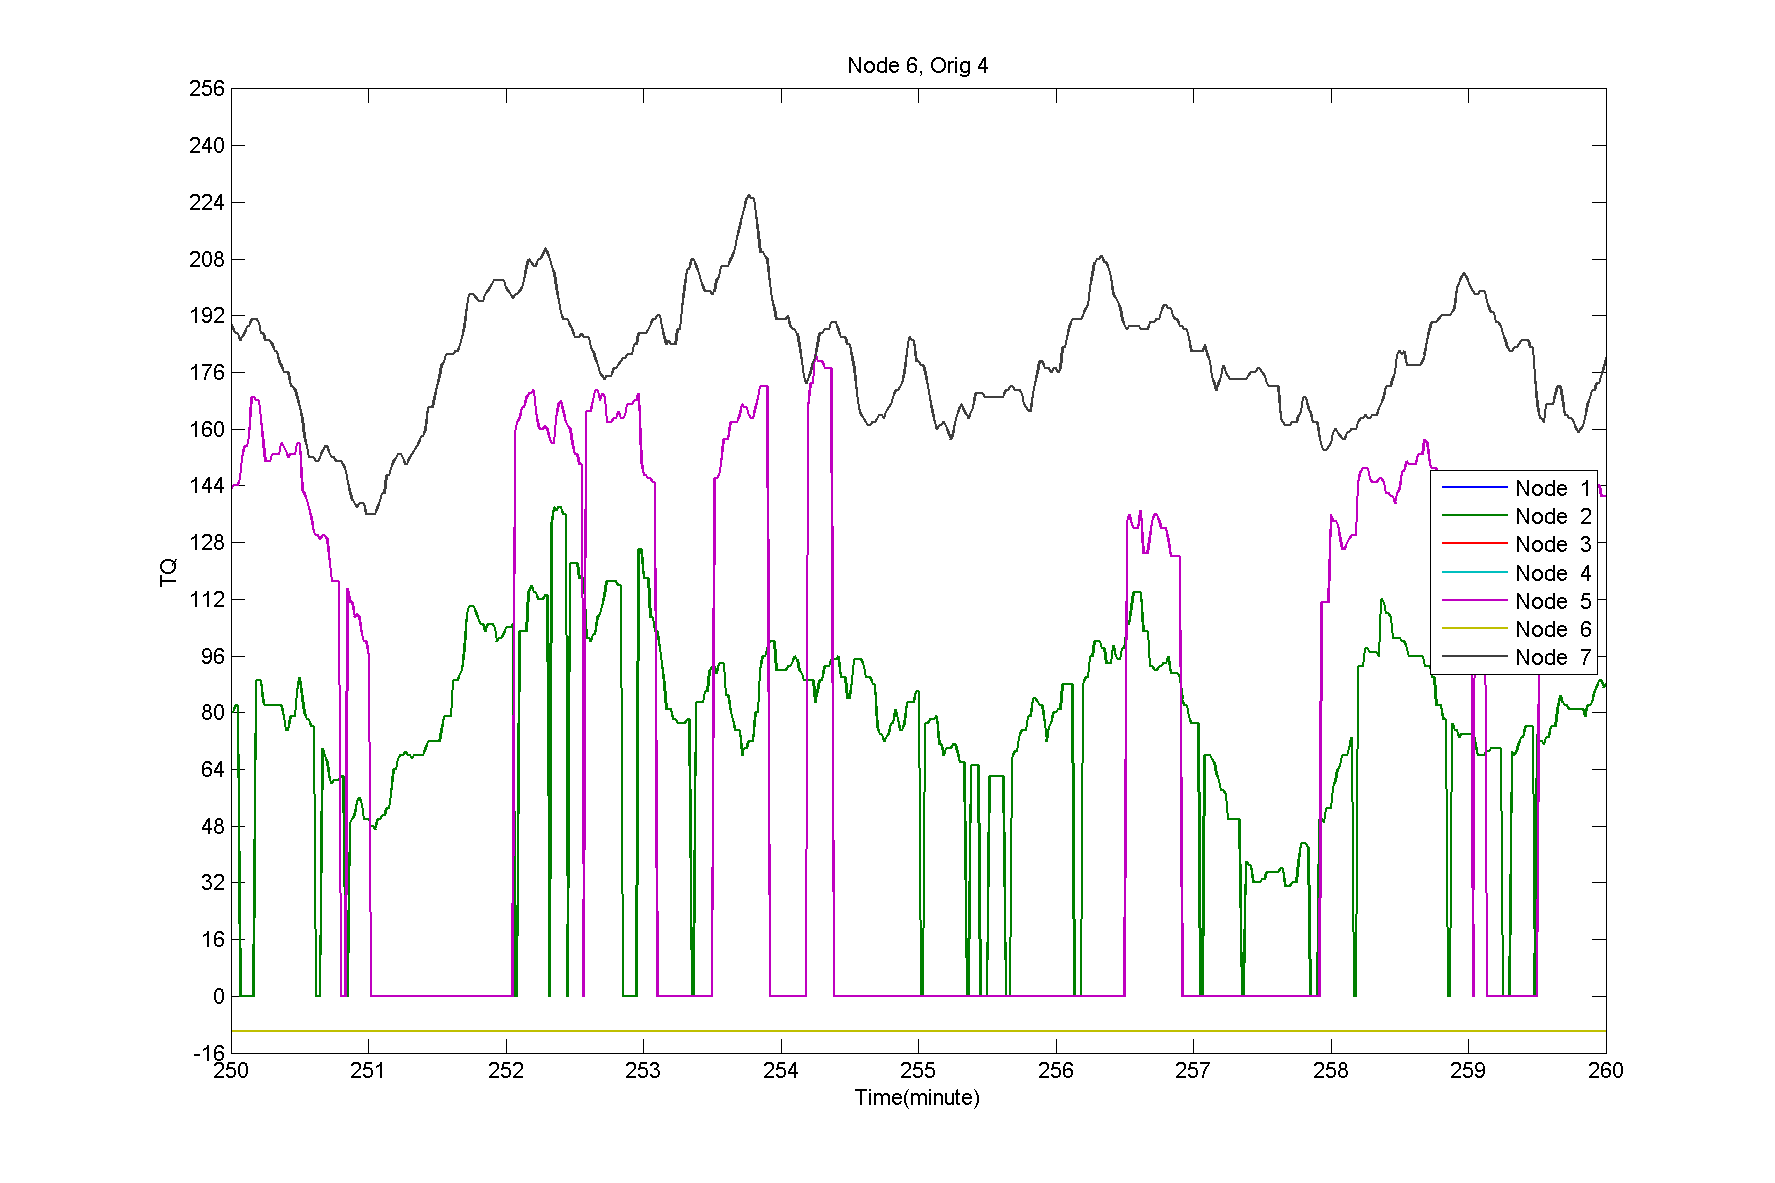 Node 6, Orig 4
256
240
224
208
192
176
160
144
128
112
96
80
64
48
32
16
0
-16
TQ
Node 1
Node 2
Node 3
Node 4
Node 5
Node 6
Node 7
250 251 252 253 254 255 256 257 258 259 260
Time(minute)